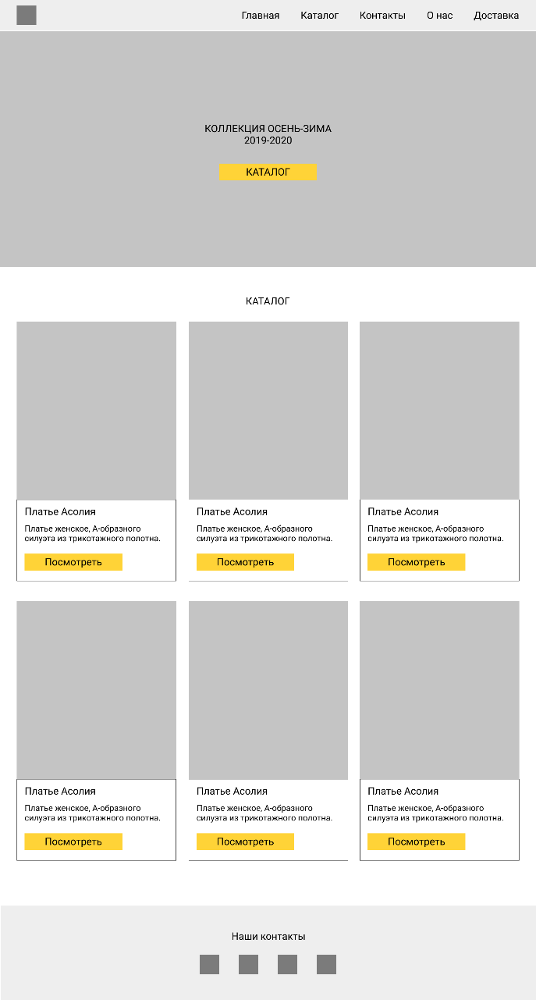 Главная Каталог Контакты О нас Доставка
КОЛЛЕКЦИЯ ОСЕНЬ-ЗИМА
2019-2020
КАТАЛОГ
КАТАЛОГ
Платье Асолия
Платье женское, А-образного
силуэта из трикотажного полотна.
Посмотреть
Платье Асолия
Платье женское, А-образного
силуэта из трикотажного полотна.
Посмотреть
Платье Асолия
Платье женское, А-образного
силуэта из трикотажного полотна.
Посмотреть
Платье Асолия
Платье женское, А-образного
силуэта из трикотажного полотна.
Посмотреть
Платье Асолия
Платье женское, А-образного
силуэта из трикотажного полотна.
Посмотреть
Платье Асолия
Платье женское, А-образного
силуэта из трикотажного полотна.
Посмотреть
Наши контакты